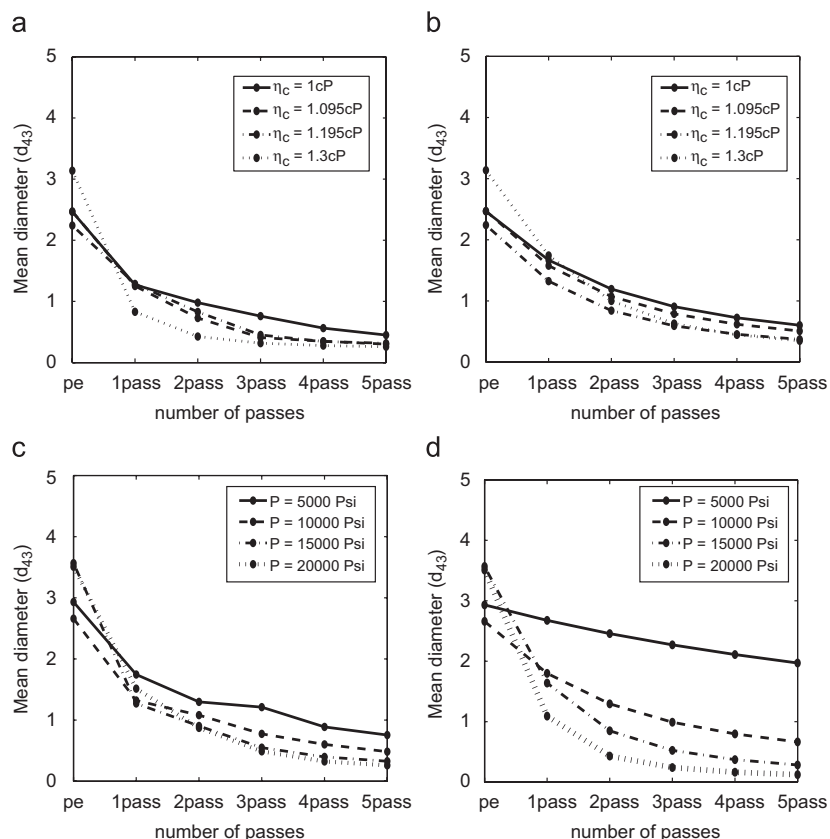 a
5
4
3
2
1
0
Mean diameter (d43)
ηc = 1cP
ηc = 1.095cP
ηc = 1.195cP
ηc = 1.3cP
pe 1pass 2pass 3pass 4pass 5pass
number of passes
b
5
4
3
2
1
0
Mean diameter (d43)
ηc = 1cP
ηc = 1.095cP
ηc = 1.195cP
ηc = 1.3cP
pe 1pass 2pass 3pass 4pass 5pass
number of passes
c
5
4
3
2
1
0
Mean diameter (d43)
P = 5000 Psi
P = 10000 Psi
P = 15000 Psi
P = 20000 Psi
pe 1pass 2pass 3pass 4pass 5pass
number of passes
d
5
4
3
2
1
0
Mean diameter (d43)
P = 5000 Psi
P = 10000 Psi
P = 15000 Psi
P = 20000 Psi
pe 1pass 2pass 3pass 4pass 5pass
number of passes